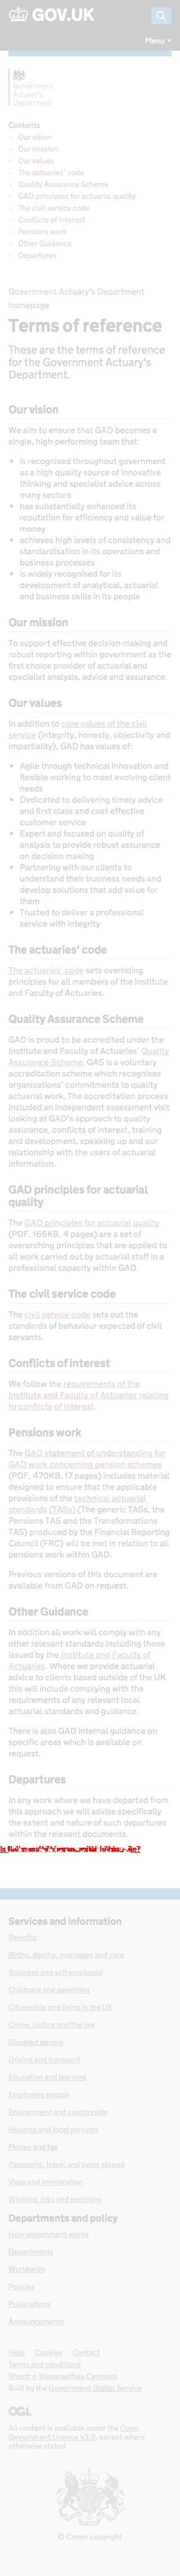 GOV.UK
Menu
Government
Actuary's
Department
Contents
- Our vision
- Our mission
- Our values
- The actuaries' code
- Quality Assurance Scheme
- GAD principles for actuarial quality
- The civil service code
- Conflicts of interest
- Pensions work
- Other Guidance
- Departures
Government Actuary's Department
homepage
Terms of reference
These are the terms of reference
for the Government Actuary's
Department.
Our vision
We aim to ensure that GAD becomes a
single, high-performing team that:
• is recognised throughout government
as a high quality source of innovative
thinking and specialist advice across
many sectors
• has substantially enhanced its
reputation for efficiency and value for
money
• achieves high levels of consistency and
standardisation in its operations and
business processes
• is widely recognised for its
development of analytical, actuarial
and business skills in its people
Our mission
To support effective decision-making and
robust reporting within government as the
first choice provider of actuarial and
specialist analysis, advice and assurance.
Our values
In addition to core values of the civil
service (integrity, honesty, objectivity and
impartiality), GAD has values of:
• Agile through technical innovation and
flexible working to meet evolving client
needs
• Dedicated to delivering timely advice
and first class and cost-effective
customer service
• Expert and focused on quality of
analysis to provide robust assurance
on decision making
• Partnering with our clients to
understand their business needs and
develop solutions that add value for
them
• Trusted to deliver a professional
service with integrity
The actuaries' code
The actuaries' code sets overriding
principles for all members of the Institute
and Faculty of Actuaries.
Quality Assurance Scheme
GAD is proud to be accredited under the
Institute and Faculty of Actuaries' Quality
Assurance Scheme. QAS is a voluntary
accreditation scheme which recognises
organisations' commitments to quality
actuarial work. The accreditation process
included an independent assessment visit
looking at GAD's approach to quality
assurance, conflicts of interest, training
and development, speaking up and our
relationship with the users of actuarial
information.
GAD principles for actuarial
quality
The GAD principles for actuarial quality
(PDF, 166KB, 4 pages) are a set of
overarching principles that are applied to
all work carried out by actuarial staff in a
professional capacity within GAD.
The civil service code
The civil service code sets the
standards of behaviour expected of civil
servants.
Conflicts of interest
We follow the requirements of the
Institute and Faculty of Actuaries relating
to conflicts of interest.
Pensions work
The GAD statement of understanding for
GAD work concerning pension schemes
(PDF, 470KB, 17 pages) includes material
designed to ensure that the applicable
provisions of the technical actuarial
standards (TASs) (The generic TASs, the
Pensions TAS and the Transformations
TAS) produced by the Financial Reporting
Council (FRC) will be met in relation to all
pensions work within GAD.
Previous versions of this document are
available from GAD on request.
Other Guidance
In addition all work will comply with any
other relevant standards including those
issued by the Institute and Faculty of
Actuaries. Where we provide actuarial
advice to clients based outside of the UK
this will include complying with the
requirements of any relevant local
actuarial standards and guidance.
There is also GAD internal guidance on
specific areas which is available on
request.
Departures
In any work where we have departed from
this approach we will advise specifically
the extent and nature of such departures
within the relevant documents.
Services and information
Benefits
Births, deaths, marriages and care
Business and self-employed
Childcare and parenting
Citizenship and living in the UK
Crime, justice and the law
Disabled people
Driving and transport
Education and learning
Employing people
Environment and countryside
Housing and local services
Money and tax
Passports, travel and living abroad
Visas and immigration
Working, jobs and pensions
Departments and policy
How government works
Departments
Worldwide
Policies
Publications
Announcements
Help Cookies Contact
Terms and conditions
Rhestr o Wasanaethau Cymraeg
Built by the Government Digital Service
OGL
All content is available under the Open
Government Licence v3.0, except where
otherwise stated
© Crown copyright